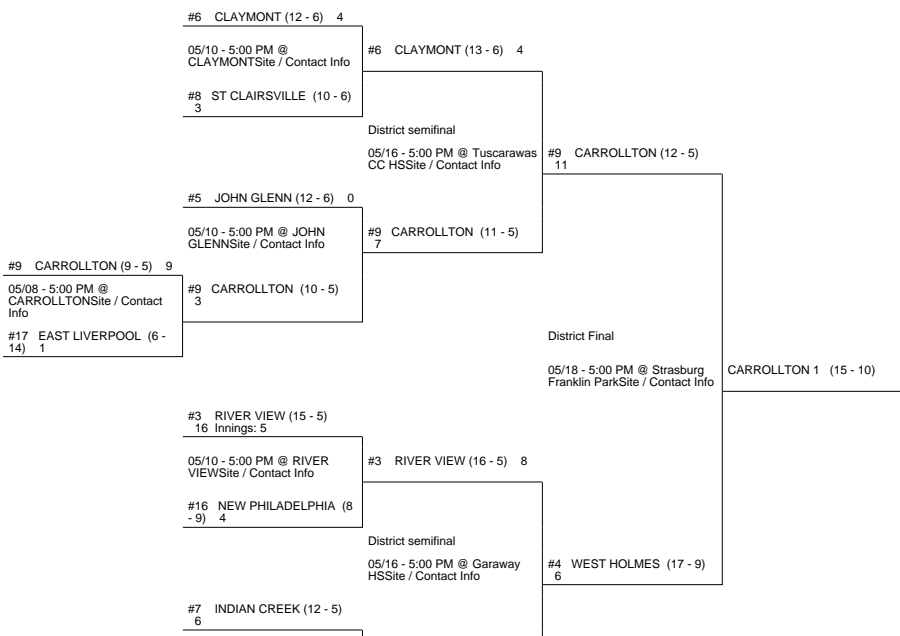 #6 CLAYMONT (12 - 6) 4
05/10 - 5:00 PM @
CLAYMONTSite / Contact Info
#8 ST CLAIRSVILLE (10 - 6)
3
#6 CLAYMONT (13 - 6) 4
District semifinal
05/16 - 5:00 PM @ Tuscarawas
CC HSSite / Contact Info
#5 JOHN GLENN (12 - 6) 0
05/10 - 5:00 PM @ JOHN
GLENNSite / Contact Info
#9 CARROLLTON (11 - 5)
7
#9 CARROLLTON (12 - 5)
11
#9 CARROLLTON (9 - 5) 9
05/08 - 5:00 PM @
CARROLLTONSite / Contact
Info
#17 EAST LIVERPOOL (6 -
14) 1
#9 CARROLLTON (10 - 5)
3
District Final
05/18 - 5:00 PM @ Strasburg
Franklin ParkSite / Contact Info
CARROLLTON 1 (15 - 10)
#3 RIVER VIEW (15 - 5)
16 Innings: 5
05/10 - 5:00 PM @ RIVER
VIEWSite / Contact Info
#16 NEW PHILADELPHIA (8
- 9) 4
#3 RIVER VIEW (16 - 5) 8
District semifinal
05/16 - 5:00 PM @ Garaway
HSSite / Contact Info
#4 WEST HOLMES (17 - 9)
6
#7 INDIAN CREEK (12 - 5)
6